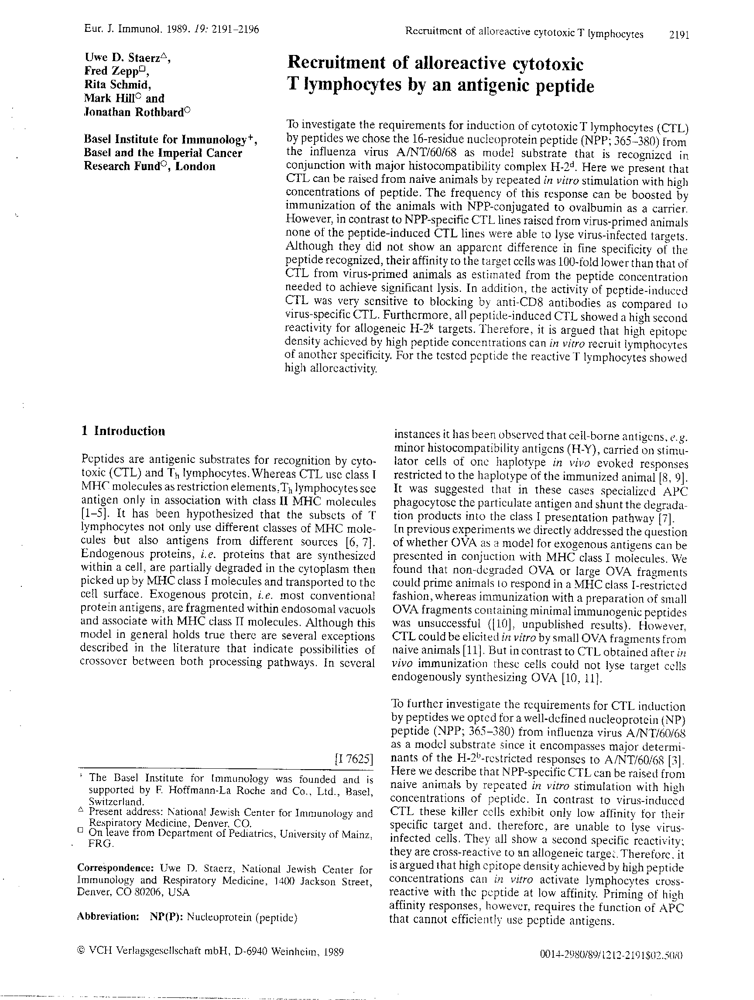 Eur. J. Immunol. 1989. 19: 2191–2196
Recruitment of alloreactive cytotoxic T lymphocytes 2191
Uwe D. Staerz△,
Fred Zepp□,
Rita Schmid,
Mark Hill○ and
Jonathan Rothbard○
Basel Institute for Immunology+,
Basel and the Imperial Cancer
Research Fund○, London
Recruitment of alloreactive cytotoxic
T lymphocytes by an antigenic peptide
To investigate the requirements for induction of cytotoxic T lymphocytes (CTL)
by peptides we chose the 16-residue nucleoprotein peptide (NPP; 365–380) from
the influenza virus A/NT/60/68 as model substrate that is recognized in
conjunction with major histocompatibility complex H-2d. Here we present that
CTL can be raised from naive animals by repeated in vitro stimulation with high
concentrations of peptide. The frequency of this response can be boosted by
immunization of the animals with NPP-conjugated to ovalbumin as a carrier.
However, in contrast to NPP-specific CTL lines raised from virus-primed animals
none of the peptide-induced CTL lines were able to lyse virus-infected targets.
Although they did not show an apparent difference in fine specificity of the
peptide recognized, their affinity to the target cells was 100-fold lower than that of
CTL from virus-primed animals as estimated from the peptide concentration
needed to achieve significant lysis. In addition, the activity of peptide-induced
CTL was very sensitive to blocking by anti-CD8 antibodies as compared to
virus-specific CTL. Furthermore, all peptide-induced CTL showed a high second
reactivity for allogeneic H-2k targets. Therefore, it is argued that high epitope
density achieved by high peptide concentrations can in vitro recruit lymphocytes
of another specificity. For the tested peptide the reactive T lymphocytes showed
high alloreactivity.
1 Introduction
Peptides are antigenic substrates for recognition by cyto-
toxic (CTL) and Th lymphocytes. Whereas CTL use class I
MHC molecules as restriction elements, Th lymphocytes see
antigen only in association with class II MHC molecules
[1–5]. It has been hypothesized that the subsets of T
lymphocytes not only use different classes of MHC mole-
cules but also antigens from different sources [6, 7].
Endogenous proteins, i.e. proteins that are synthesized
within a cell, are partially degraded in the cytoplasm then
picked up by MHC class I molecules and transported to the
cell surface. Exogenous protein, i.e. most conventional
protein antigens, are fragmented within endosomal vacuols
and associate with MHC class II molecules. Although this
model in general holds true there are several exceptions
described in the literature that indicate possibilities of
crossover between both processing pathways. In several
[I 7625]
+ The Basel Institute for Immunology was founded and is
supported by F. Hoffmann-La Roche and Co., Ltd., Basel,
Switzerland.
△ Present address: National Jewish Center for Immunology and
Respiratory Medicine, Denver, CO.
□ On leave from Department of Pediatrics, University of Mainz,
FRG.
Correspondence: Uwe D. Staerz, National Jewish Center for
Immunology and Respiratory Medicine, 1400 Jackson Street,
Denver, CO 80206, USA
Abbreviation: NP(P): Nucleoprotein (peptide)
instances it has been observed that cell-borne antigens, e.g.
minor histocompatibility antigens (H-Y), carried on stimu-
lator cells of one haplotype in vivo evoked responses
restricted to the haplotype of the immunized animal [8, 9].
It was suggested that in these cases specialized APC
phagocytose the particulate antigen and shunt the degrada-
tion products into the class I presentation pathway [7].
In previous experiments we directly addressed the question
of whether OVA as a model for exogenous antigens can be
presented in conjuction with MHC class I molecules. We
found that non-degraded OVA or large OVA fragments
could prime animals to respond in a MHC class I-restricted
fashion, whereas immunization with a preparation of small
OVA fragments containing minimal immunogenic peptides
was unsuccessful ([10], unpublished results). However,
CTL could be elicited in vitro by small OVA fragments from
naive animals [11]. But in contrast to CTL obtained after in
vivo immunization these cells could not lyse target cells
endogenously synthesizing OVA [10, 11].
To further investigate the requirements for CTL induction
by peptides we opted for a well-defined nucleoprotein (NP)
peptide (NPP; 365–380) from influenza virus A/NT/60/68
as a model substrate since it encompasses major determi-
nants of the H-2b-restricted responses to A/NT/60/68 [3].
Here we describe that NPP-specific CTL can be raised from
naive animals by repeated in vitro stimulation with high
concentrations of peptide. In contrast to virus-induced
CTL these killer cells exhibit only low affinity for their
specific target and, therefore, are unable to lyse virus-
infected cells. They all show a second specific reactivity;
they are cross-reactive to an allogeneic target. Therefore, it
is argued that high epitope density achieved by high peptide
concentrations can in vitro activate lymphocytes cross-
reactive with the peptide at low affinity. Priming of high
affinity responses, however, requires the function of APC
that cannot efficiently use peptide antigens.
© VCH Verlagsgesellschaft mbH, D-6940 Weinheim, 1989
0014-2980/89/1212-2191$02.50/0